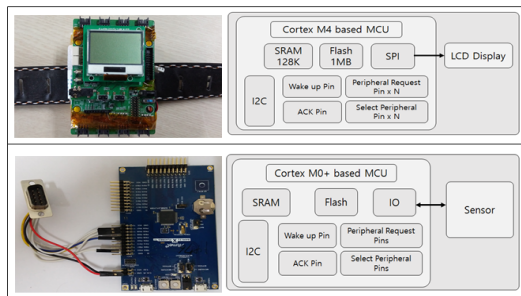 Cortex M4 based MCU
SRAM
128K
Flash
1MB
SPI
LCD Display
I2C
Wake up Pin
Peripheral Request
Pin x N
ACK Pin
Select Peripheral
Pin x N
Cortex M0+ based MCU
SRAM
Flash
IO
Sensor
I2C
Wake up Pin
Peripheral Request
Pins
ACK Pin
Select Peripheral
Pins